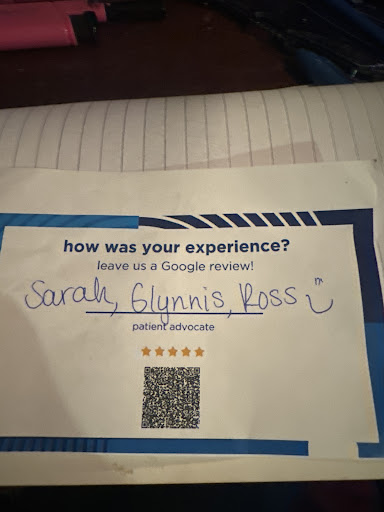 how was your experience?
leave us a Google review!
Sarah, Glynnis, Ross
patient advocate